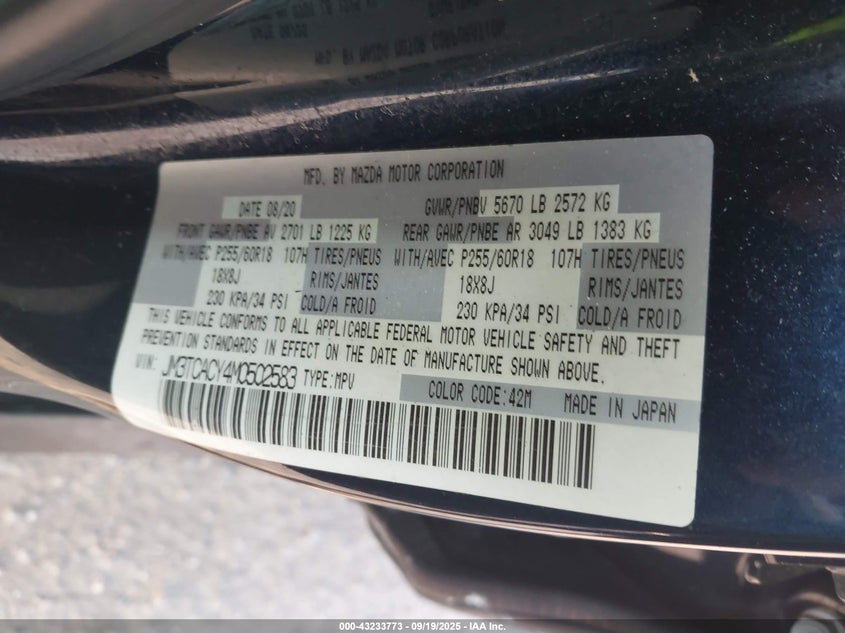 MFD. BY MAZDA MOTOR CORPORATION
DATE 08/20 GVWR/PNBV 5670 LB 2572 KG
FRONT GAWR/PNBE AV 2701 LB 1225 KG REAR GAWR/PNBE AR 3049 LB 1383 KG
WITH/AVEC P255/60R18 107H TIRES/PNEUS WITH/AVEC P255/60R18 107H TIRES/PNEUS
18X8J RIMS/JANTES 18X8J RIMS/JANTES
230 KPA/34 PSI COLD/A FROID 230 KPA/34 PSI COLD/A FROID
THIS VEHICLE CONFORMS TO ALL APPLICABLE FEDERAL MOTOR VEHICLE SAFETY AND THEFT
PREVENTION STANDARDS IN EFFECT ON THE DATE OF MANUFACTURE SHOWN ABOVE.
VIN: JM3TCACY4M0502583 TYPE:MPV
COLOR CODE:42M MADE IN JAPAN
000-43233773 - 09/19/2025 - IAA Inc.